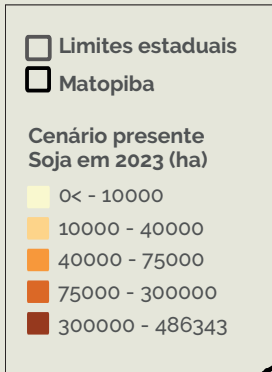 Limites estaduais
Matopiba
Cenário presente
Soja em 2023 (ha)
0< - 10000
10000 - 40000
40000 - 75000
75000 - 300000
300000 - 486343